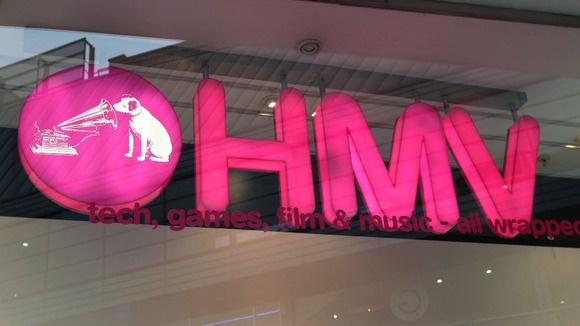 HMV
tech, games, film & music - all wrapped